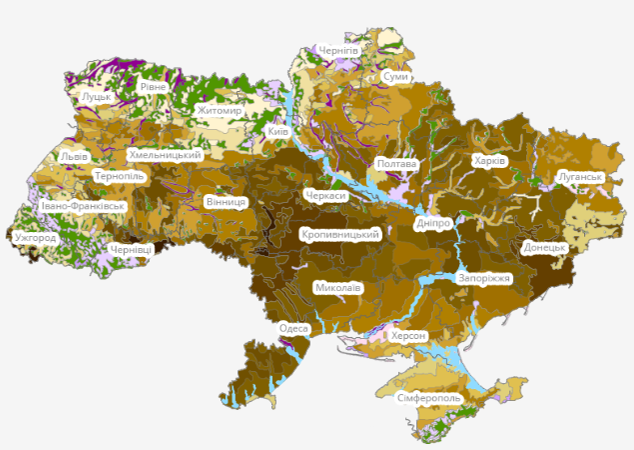 Чернігів
Суми
Рівне
Луцьк
Житомир
Київ
Львів
Хмельницький
Полтава
Харків
Тернопіль
Луганськ
Черкаси
Вінниця
Івано-Франківськ
Дніпро
Кропивницький
Ужгород
Чернівці
Донецьк
Запоріжжя
Миколаїв
Одеса
Херсон
Сімферополь